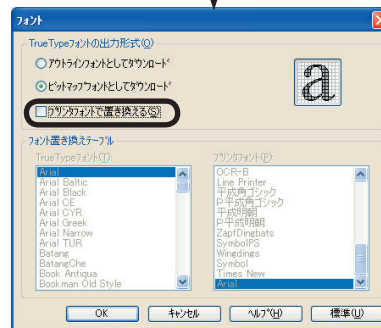 フォント
TrueTypeフォントの出力形式(O)
アウトラインフォントとしてダウンロード
ビットマップフォントとしてダウンロード
プリンタフォントで置き換える(S)
a
フォント置き換えテーブル
TrueTypeフォント(T):
プリンタフォント(P):
Arial
Arial Baltic
Arial Black
Arial CE
Arial CYR
Arial Greek
Arial Narrow
Arial TUR
Batang
BatangChe
Book Antiqua
Bookman Old Style
OCR-B
Line Printer
平成角ゴシック
P平成角ゴシック
平成明朝
P平成明朝
ZapfDingbats
SymbolPS
Wingdings
Symbol
Times New
Arial
OK
キャンセル
ヘルプ(H)
標準(U)